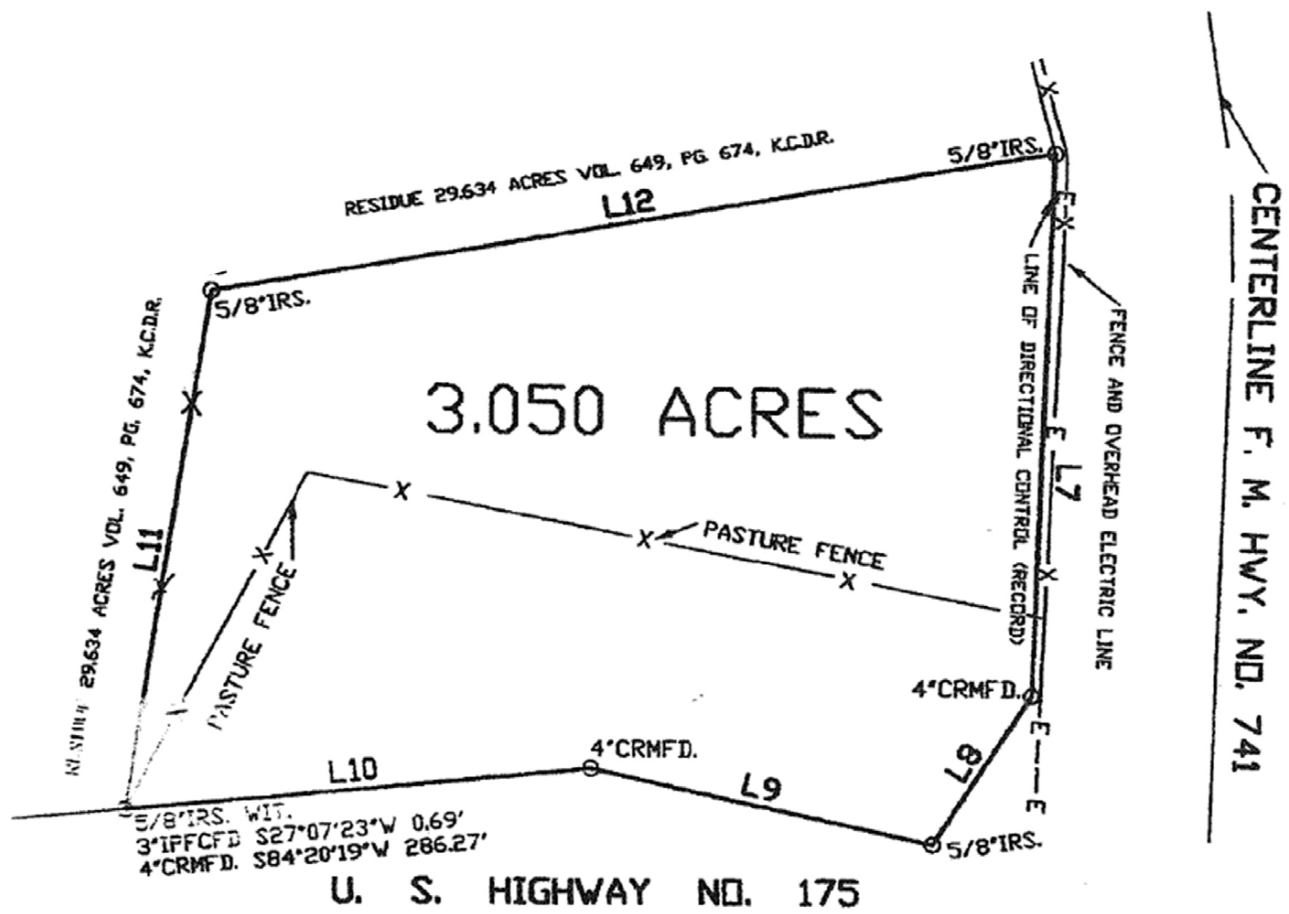 5/8"IRS.
RESIDUE 29.634 ACRES VOL. 649, PG. 674, K.C.D.R.
L12
CENTERLINE F. M. HWY. NO. 741
5/8"IRS.
LINE OF DIRECTIONAL CONTROL (RECORD)
FENCE AND OVERHEAD ELECTRIC LINE
E
X
X
X
3.050 ACRES
RESIDUE 29.634 ACRES VOL. 649, PG. 674, K.C.D.R.
L11
X
X
X
X
X
X
E
L7
X
PASTURE FENCE
PASTURE FENCE
4"CRMFD.
E
E
4"CRMFD.
L10
L9
L8
5/8"IRS. WIT.
3"IPFCFD S27°07'23"W 0.69'
4"CRMFD. S84°20'19"W 286.27'
5/8"IRS.
U. S. HIGHWAY NO. 175